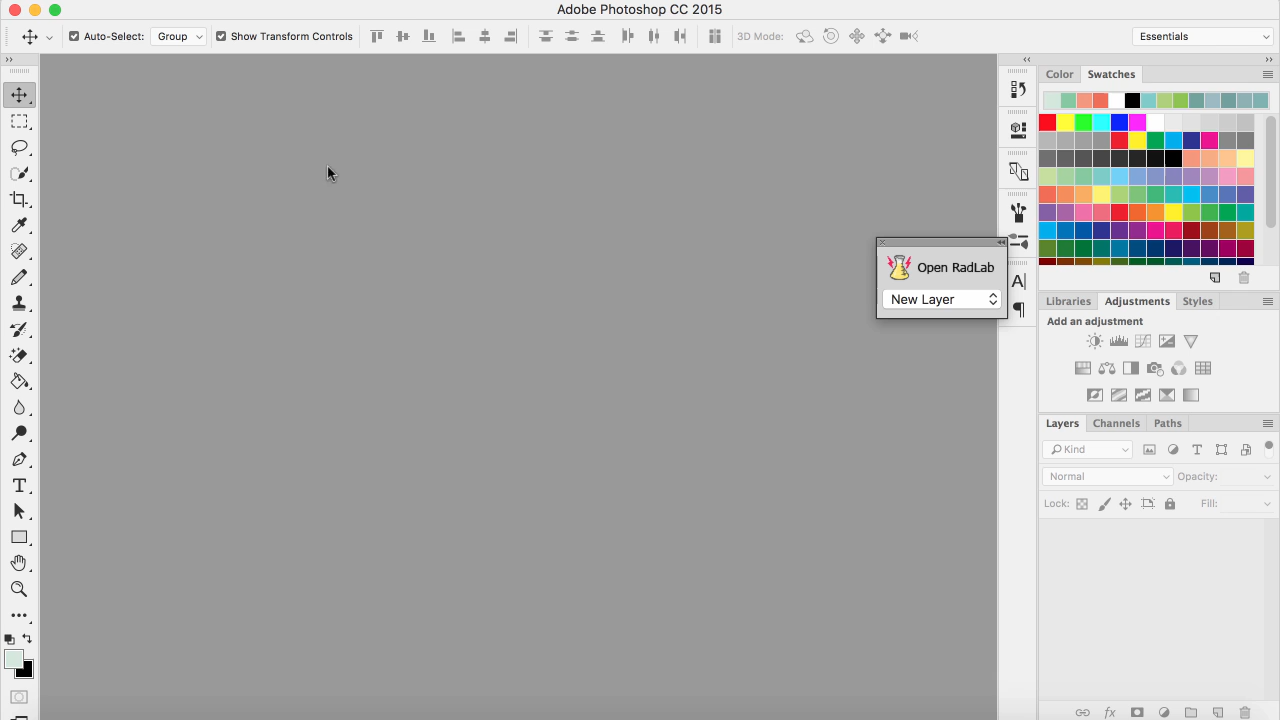 Adobe Photoshop CC 2015
Auto-Select: Group Show Transform Controls 3D Mode: Essentials
Color Swatches
Open RadLab
New Layer
Libraries Adjustments Styles
Add an adjustment
Layers Channels Paths
Kind
Normal Opacity:
Lock: Fill: